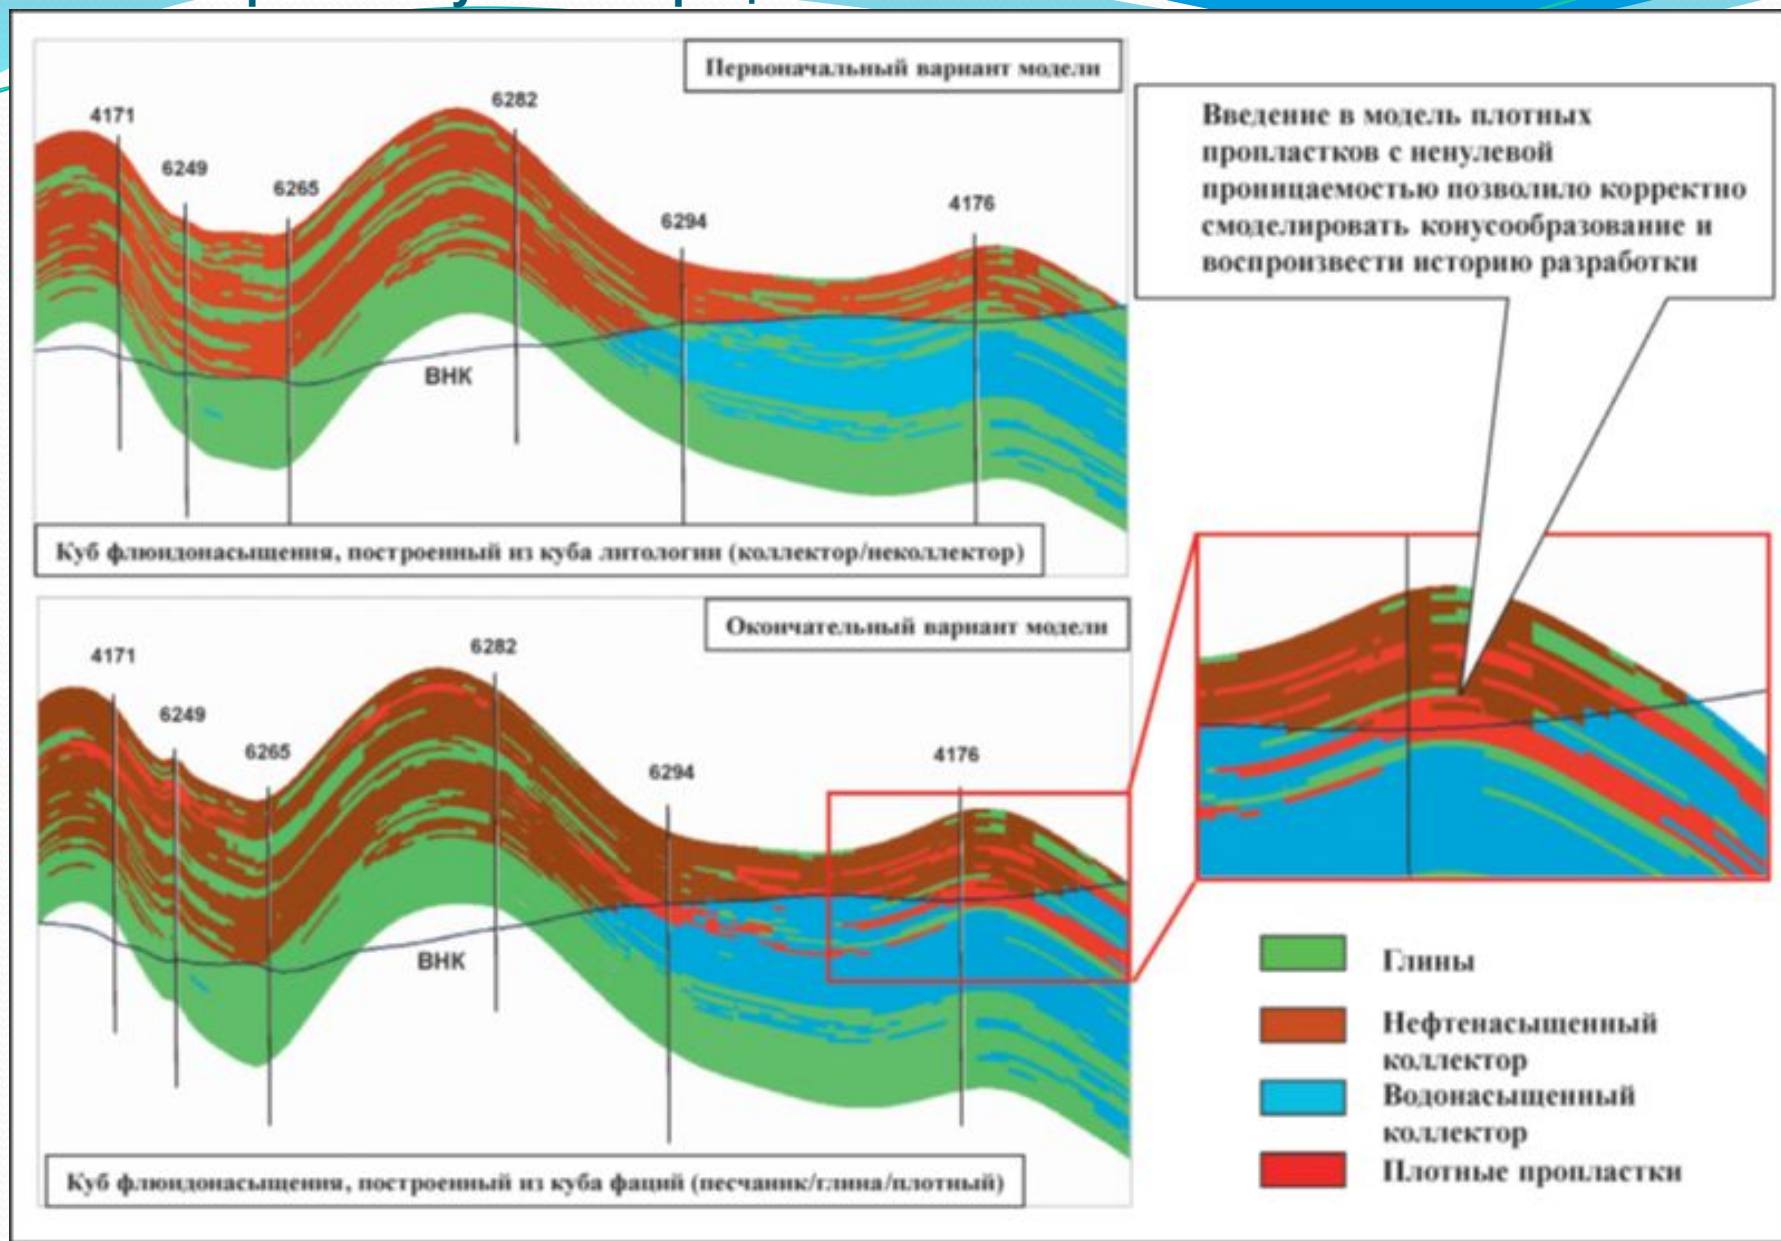 Первоначальный вариант модели
4171
6249
6265
6282
6294
4176
ВНК
Куб флюидонасыщения, построенный из куба литологии (коллектор/неколлектор)
Введение в модель плотных
пропластков с ненулевой
проницаемостью позволило корректно
смоделировать конусообразование и
воспроизвести историю разработки
Окончательный вариант модели
4171
6249
6265
6282
6294
4176
ВНК
Куб флюидонасыщения, построенный из куба фаций (песчаник/глина/плотный)
Глины
Нефтенасыщенный
коллектор
Водонасыщенный
коллектор
Плотные пропластки